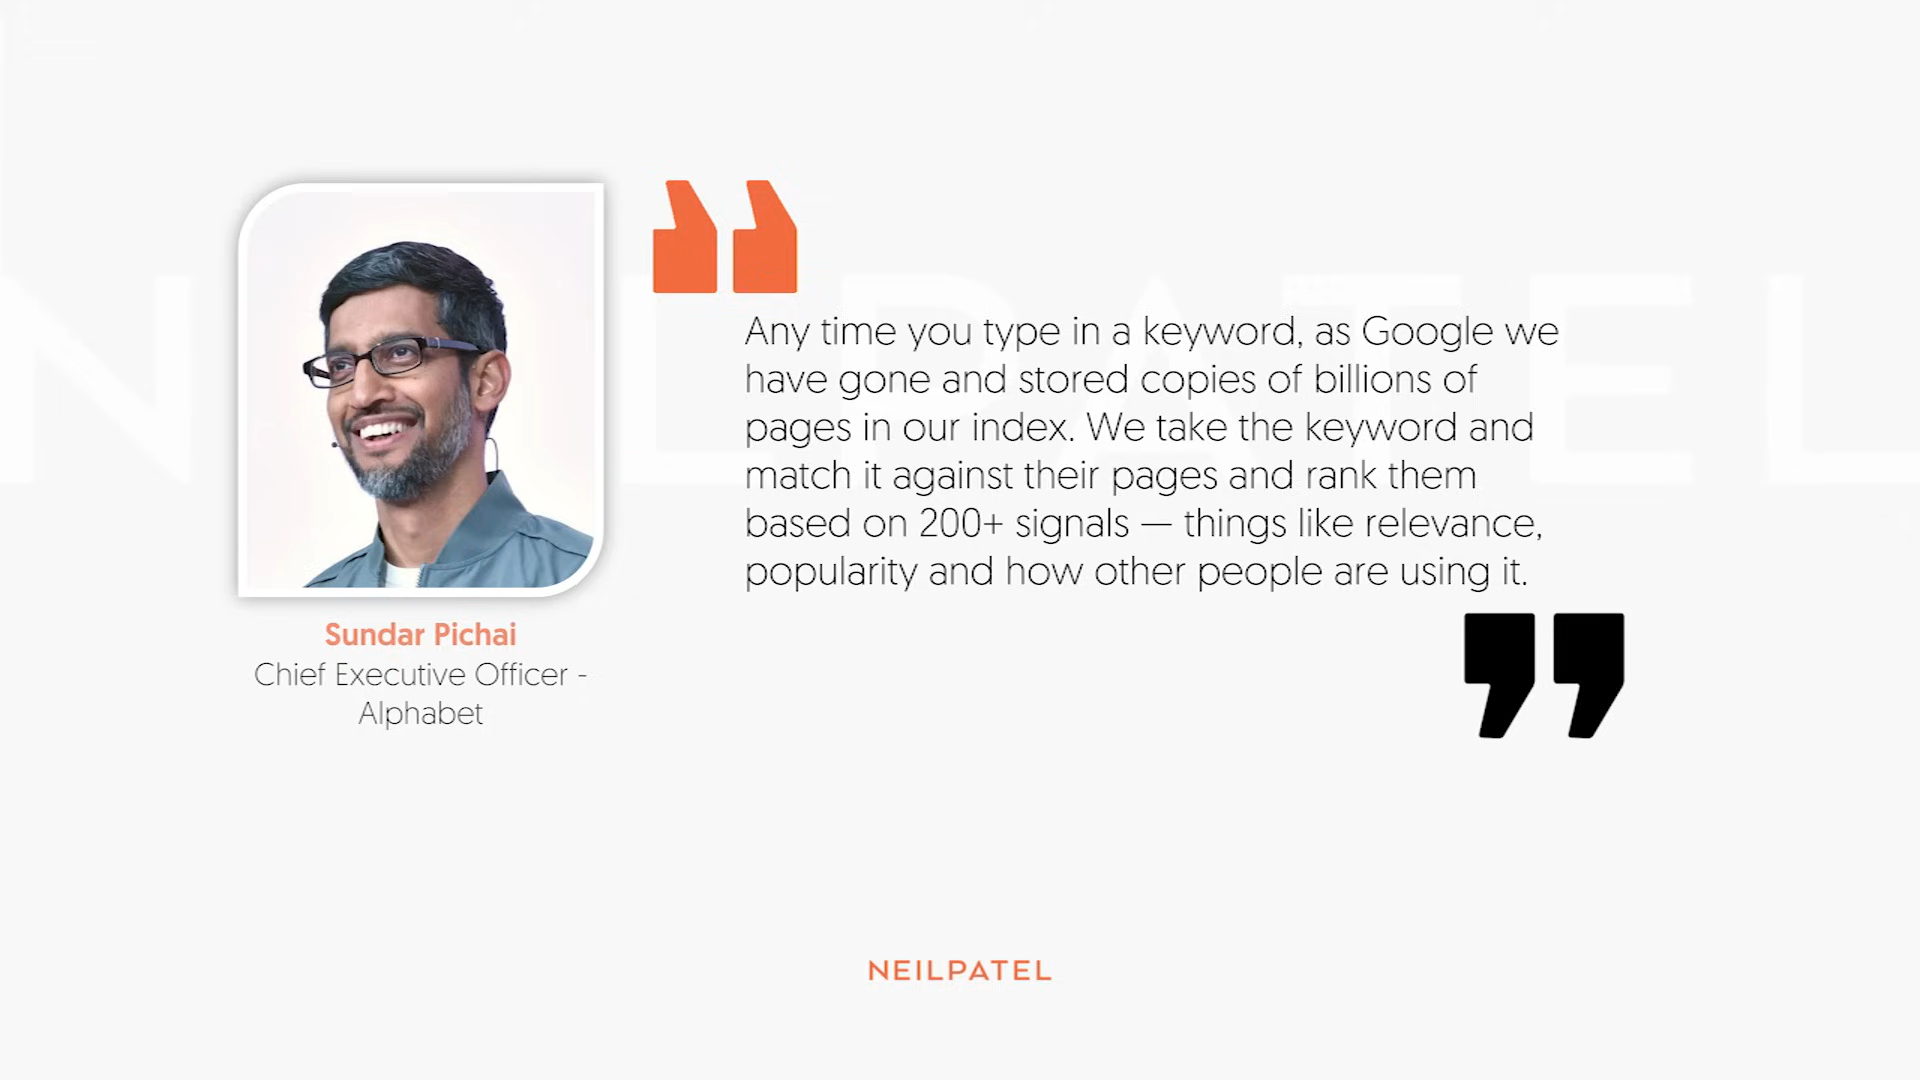 Any time you type in a keyword, as Google we
have gone and stored copies of billions of
pages in our index. We take the keyword and
match it against their pages and rank them
based on 200+ signals — things like relevance,
popularity and how other people are using it.
Sundar Pichai
Chief Executive Officer -
Alphabet
NEILPATEL